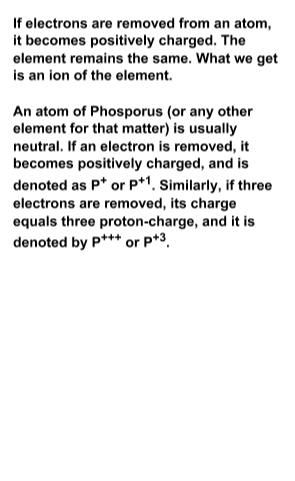 If electrons are removed from an atom,
it becomes positively charged. The
element remains the same. What we get
is an ion of the element.
An atom of Phosporus (or any other
element for that matter) is usually
neutral. If an electron is removed, it
becomes positively charged, and is
denoted as P⁺ or P⁺¹. Similarly, if three
electrons are removed, its charge
equals three proton-charge, and it is
denoted by P⁺⁺⁺ or P⁺³.